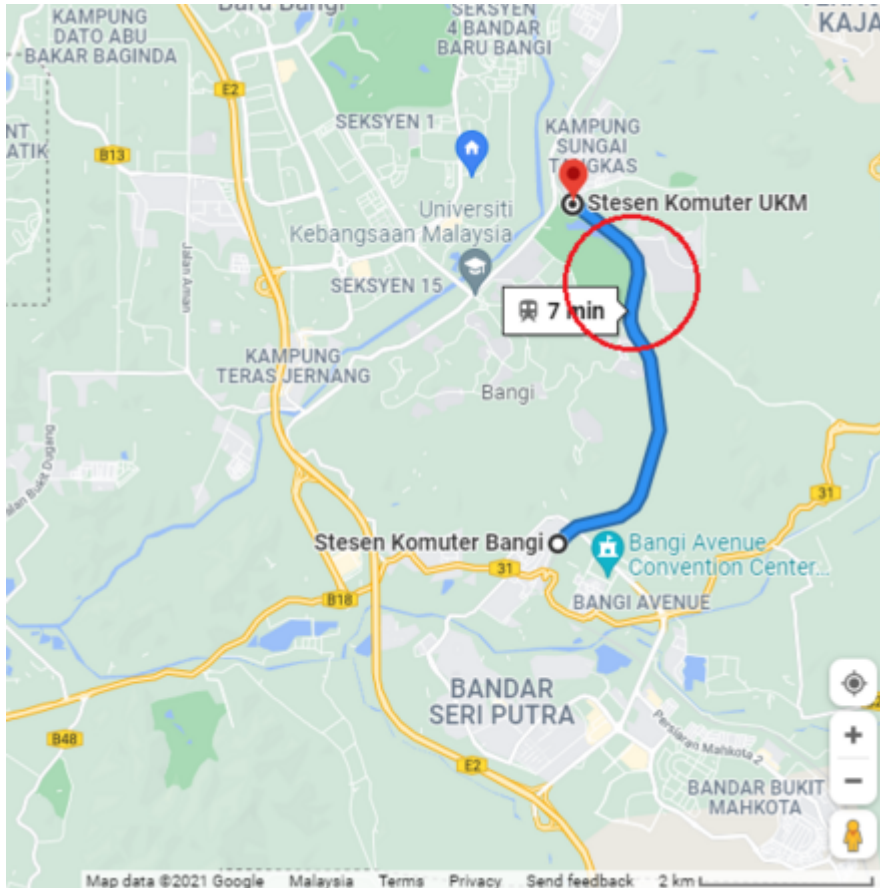 KAMPUNG
DATO ABU
BAKAR BAGINDA
SEKSYEN
4 BANDAR
BARU BANGI
KAJA
E2
SEKSYEN 1
B13
KAMPUNG
SUNGAI
TANGKAS
Stesen Komuter UKM
Universiti
Kebangsaan Malaysia
Jalan Aman
SEKSYEN 15
7 min
KAMPUNG
TERAS JERNANG
Bangi
31
Stesen Komuter Bangi
Bangi Avenue
Convention Center...
31
B18
BANGI AVENUE
BANDAR
SERI PUTRA
Persiaran Mahkota 2
B48
E2
BANDAR BUKIT
MAHKOTA
Map data ©2021 Google Malaysia Terms Privacy Send feedback 2 km